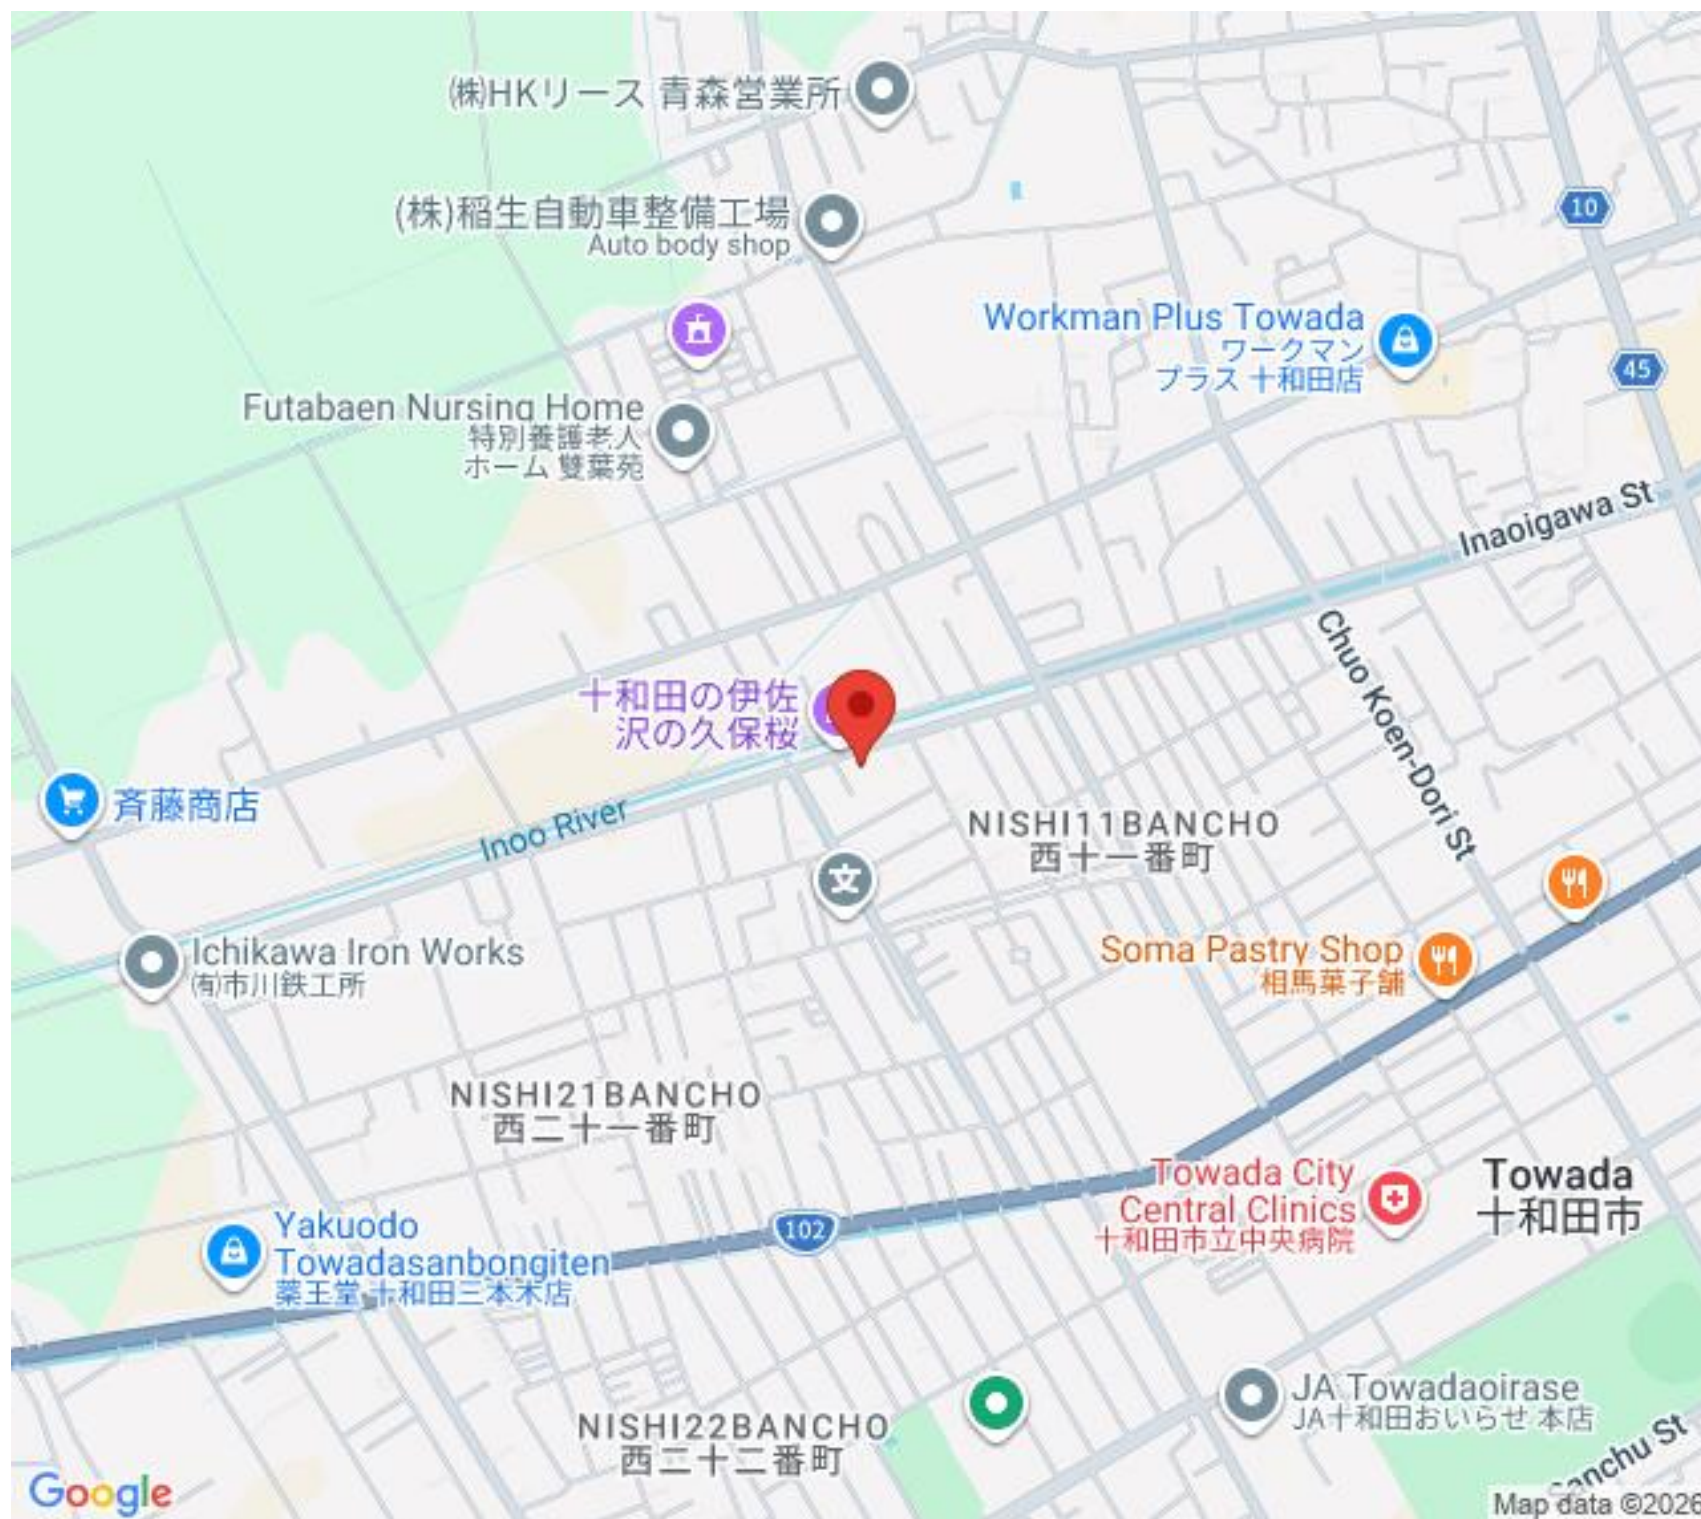 ㈱HKリース 青森営業所
(株)稲生自動車整備工場
Auto body shop
10
Workman Plus Towada
ワークマン
プラス 十和田店
45
Futabaen Nursing Home
特別養護老人
ホーム 雙葉苑
Inaoigawa St
Chuo Koen-Dori St
十和田の伊佐
沢の久保桜
斉藤商店
Inoo River
NISHI11BANCHO
西十一番町
文
Ichikawa Iron Works
㈲市川鉄工所
Soma Pastry Shop
相馬菓子舗
NISHI21BANCHO
西二十一番町
Towada City
Central Clinics
十和田市立中央病院
Towada
十和田市
102
Yakuodo
Towadasanbongiten
薬王堂 十和田三本木店
JA Towadaoirase
JA十和田おいらせ 本店
NISHI22BANCHO
西二十二番町
Google
Map data ©2026